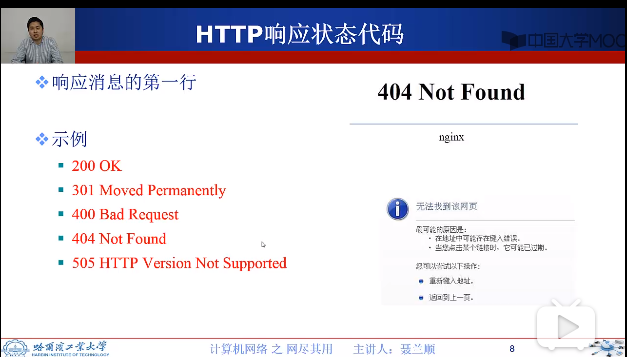 HTTP响应状态代码
中国大学MOO
响应消息的第一行
示例
200 OK
301 Moved Permanently
400 Bad Request
404 Not Found
505 HTTP Version Not Supported
404 Not Found
nginx
无法找到该网页
最可能的原因是:
在地址中可能存在键入错误。
当您点击某个链接时，它可能已过期。
您可以尝试以下操作:
重新键入地址。
返回到上一页。
哈尔滨工业大学
HARBIN INSTITUTE OF TECHNOLOGY
计算机网络 之 网尽其用 主讲人：聂兰顺
8